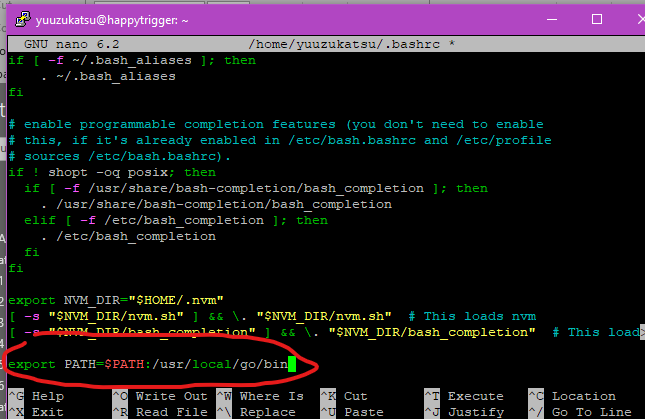 yuuzukatsu@happytrigger: ~
GNU nano 6.2 /home/yuuzukatsu/.bashrc *
if [ -f ~/.bash_aliases ]; then
. ~/.bash_aliases
fi
# enable programmable completion features (you don't need to enable
# this, if it's already enabled in /etc/bash.bashrc and /etc/profile
# sources /etc/bash.bashrc).
if ! shopt -oq posix; then
if [ -f /usr/share/bash-completion/bash_completion ]; then
. /usr/share/bash-completion/bash_completion
elif [ -f /etc/bash_completion ]; then
. /etc/bash_completion
fi
fi
export NVM_DIR="$HOME/.nvm"
[ -s "$NVM_DIR/nvm.sh" ] && \. "$NVM_DIR/nvm.sh" # This loads nvm
[ -s "$NVM_DIR/bash_completion" ] && \. "$NVM_DIR/bash_completion" # This load>
export PATH=$PATH:/usr/local/go/bin
^G Help ^O Write Out ^W Where Is ^K Cut ^T Execute ^C Location
^X Exit ^R Read File ^\ Replace ^U Paste ^J Justify ^/ Go To Line